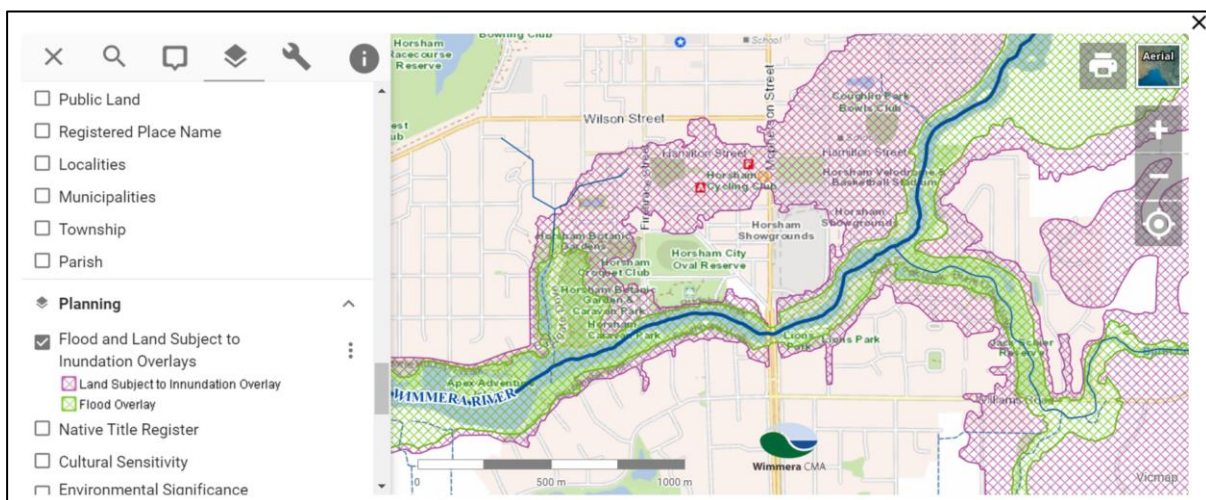 Public Land
Registered Place Name
Localities
Municipalities
Township
Parish
Planning
Flood and Land Subject to
Inundation Overlays
Land Subject to Innundation Overlay
Flood Overlay
Native Title Register
Cultural Sensitivity
Environmental Significance
Bowling Club
Horsham
Racecourse
Reserve
School
Aerial
Wilson Street
McPherson Street
Coughlin Park
Bowls Club
Hamilton Street
Hamilton Street
Firebrace Street
Horsham
Cycling Club
Horsham Velodrome &
Basketball Stadium
Horsham
Showgrounds
Horsham
Showgrounds
Horsham Botanic
Gardens
Horsham City
Oval Reserve
Horsham
Croquet Club
Horsham Botanic
Garden &
Caravan Park
Horsham
Caravan Park
Lions
Park
Lions Park
Jack Schier
Reserve
Williams Road
Apex Adventure
WIMMERA RIVER
Wimmera CMA
0
500 m
1000 m
Vicmap